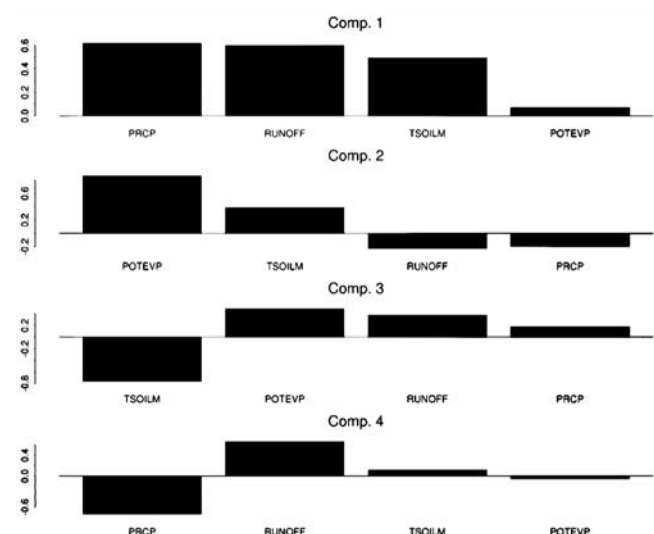 Comp. 1
0.6
0.4
0.2
0.0
PRCP RUNOFF TSOILM POTEVP
Comp. 2
0.6
0.2
-0.2
POTEVP TSOILM RUNOFF PRCP
Comp. 3
0.2
-0.2
-0.8
TSOILM POTEVP RUNOFF PRCP
Comp. 4
0.4
0.0
-0.6
PRCP RUNOFF TSOILM POTEVP